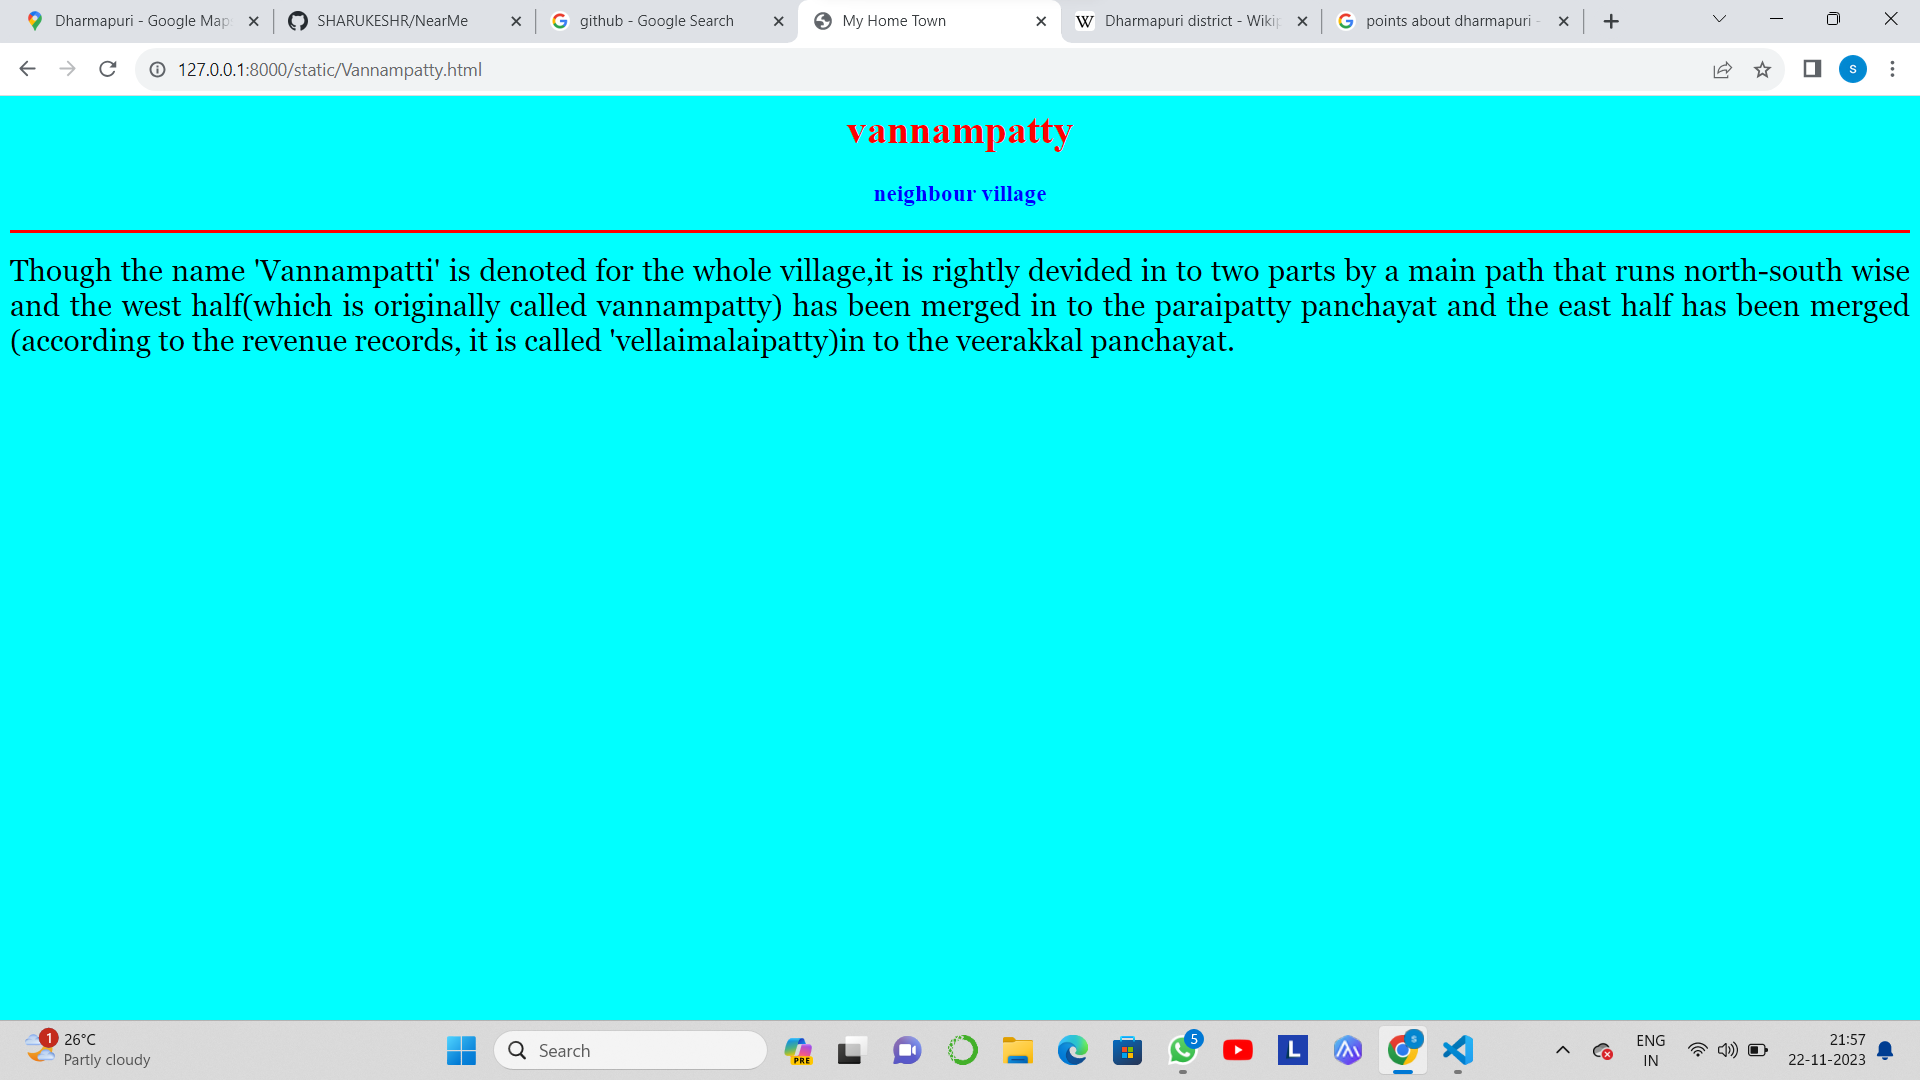 Dharmapuri - Google Map
SHARUKESHR/NearMe
github - Google Search
My Home Town
Dharmapuri district - Wikip
points about dharmapuri -
127.0.0.1:8000/static/Vannampatty.html
s
vannampatty
neighbour village
Though the name 'Vannampatti' is denoted for the whole village,it is rightly devided in to two parts by a main path that runs north-south wise
and the west half(which is originally called vannampatty) has been merged in to the paraipatty panchayat and the east half has been merged
(according to the revenue records, it is called 'vellaimalaipatty)in to the veerakkal panchayat.
1
26°C
Partly cloudy
Search
PRE
5
L
s
ENG
IN
21:57
22-11-2023